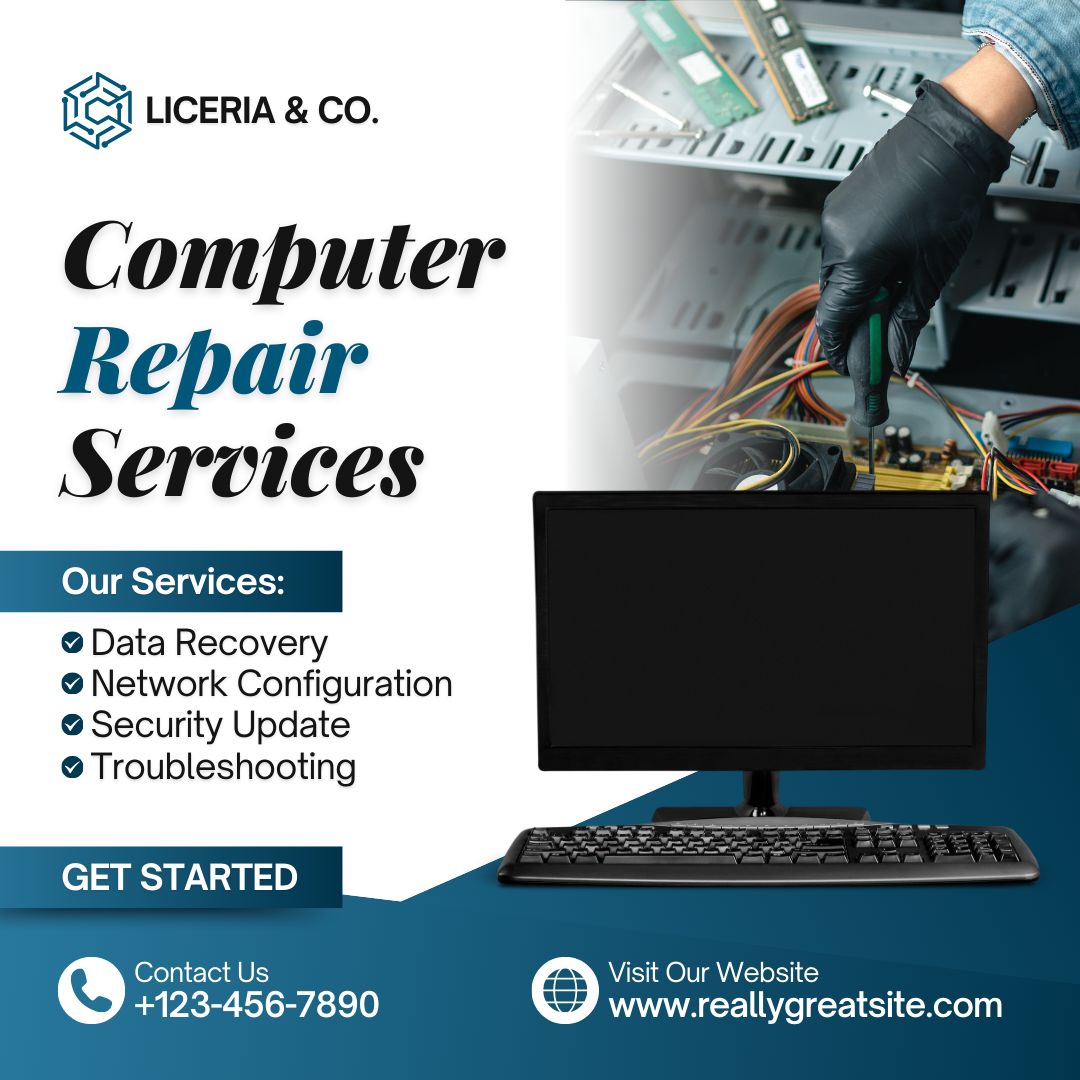 LICERIA & CO.
Computer
Repair
Services
Our Services:
Data Recovery
Network Configuration
Security Update
Troubleshooting
GET STARTED
Contact Us
+123-456-7890
Visit Our Website
www.reallygreatsite.com